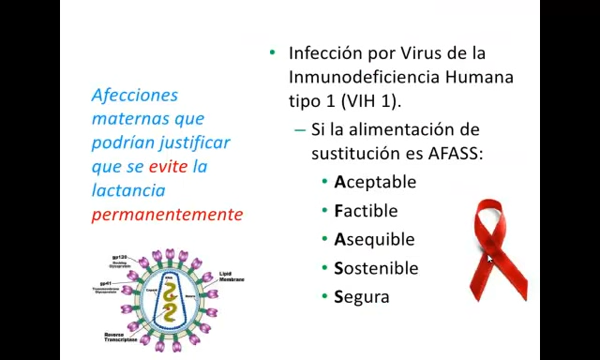 Afecciones
maternas que
podrían justificar
que se evite la
lactancia
permanentemente
• Infección por Virus de la
Inmunodeficiencia Humana
tipo 1 (VIH 1).
– Si la alimentación de
sustitución es AFASS:
• Aceptable
• Factible
• Asequible
• Sostenible
• Segura
gp120
gp41
Lipid
Membrane
Reverse
Transcriptase